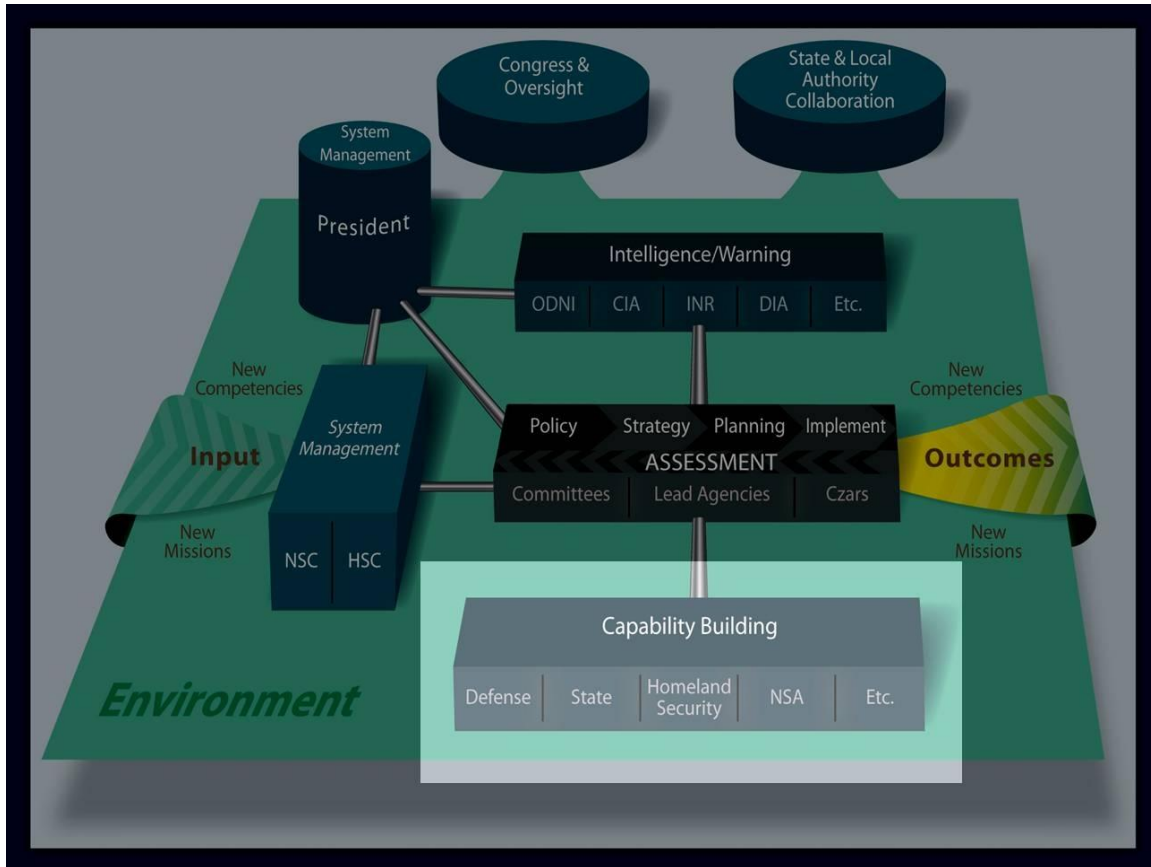 Congress &
Oversight
State & Local
Authority
Collaboration
System
Management
President
Intelligence/Warning
ODNI CIA INR DIA Etc.
New
Competencies
New
Competencies
System
Management
Policy Strategy Planning Implement
Input
ASSESSMENT
Outcomes
Committees Lead Agencies Czars
New
Missions
New
Missions
NSC HSC
Capability Building
Environment
Defense State Homeland
Security NSA Etc.